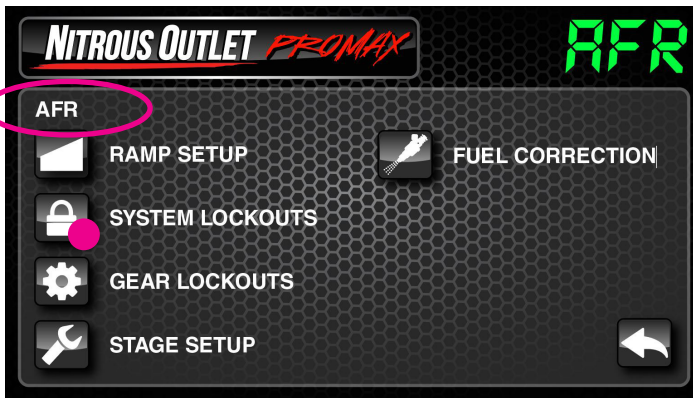 NITROUS OUTLET PROMAX
AFR
AFR
RAMP SETUP
FUEL CORRECTION
SYSTEM LOCKOUTS
GEAR LOCKOUTS
STAGE SETUP